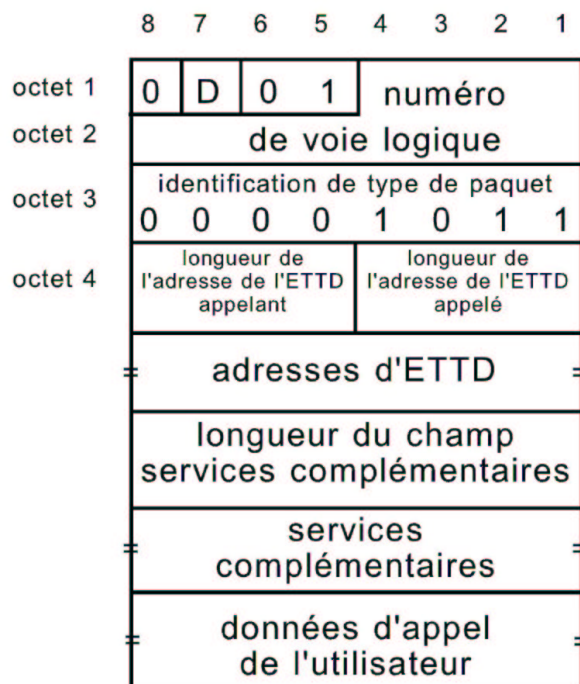 8 7 6 5 4 3 2 1
octet 1 0 D 0 1 numéro
octet 2 de voie logique
identification de type de paquet
octet 3
0 0 0 0 1 0 1 1
longueur de longueur de
octet 4 l'adresse de l'ETTD l'adresse de l'ETTD
appelant appelé
adresses d'ETTD
longueur du champ
services complémentaires
services
complémentaires
données d'appel
de l'utilisateur